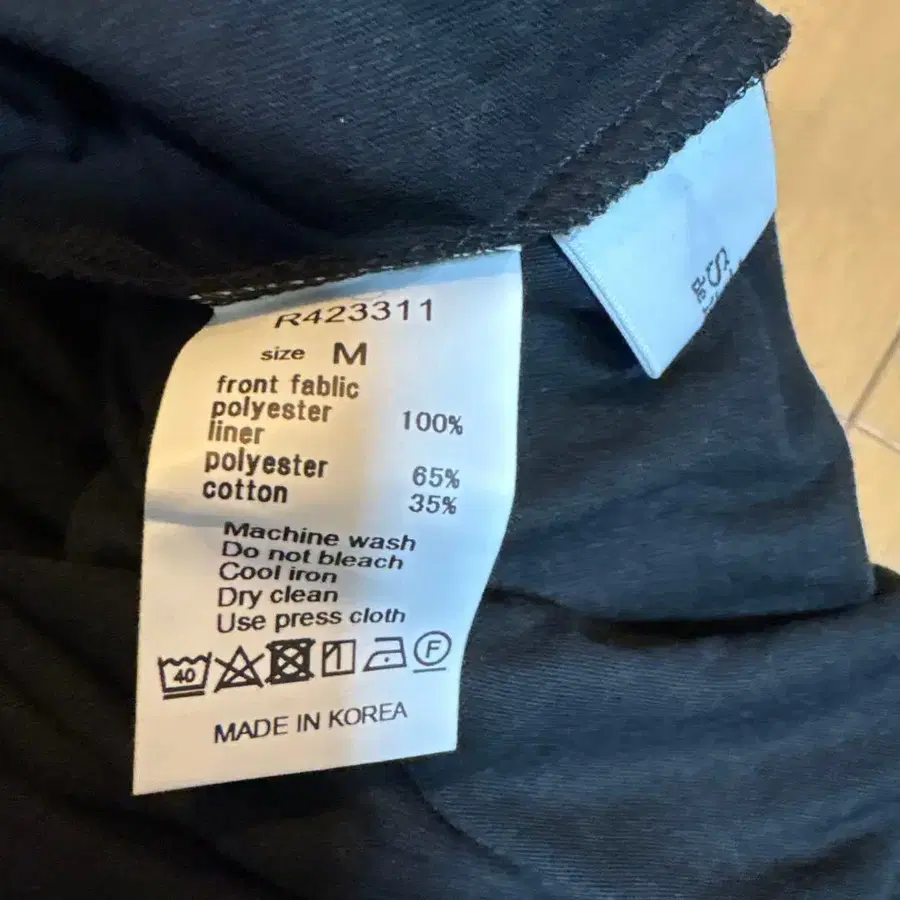 R423311
size M
front fablic
polyester 100%
liner
polyester 65%
cotton 35%
Machine wash
Do not bleach
Cool iron
Dry clean
Use press cloth
40 F
MADE IN KOREA